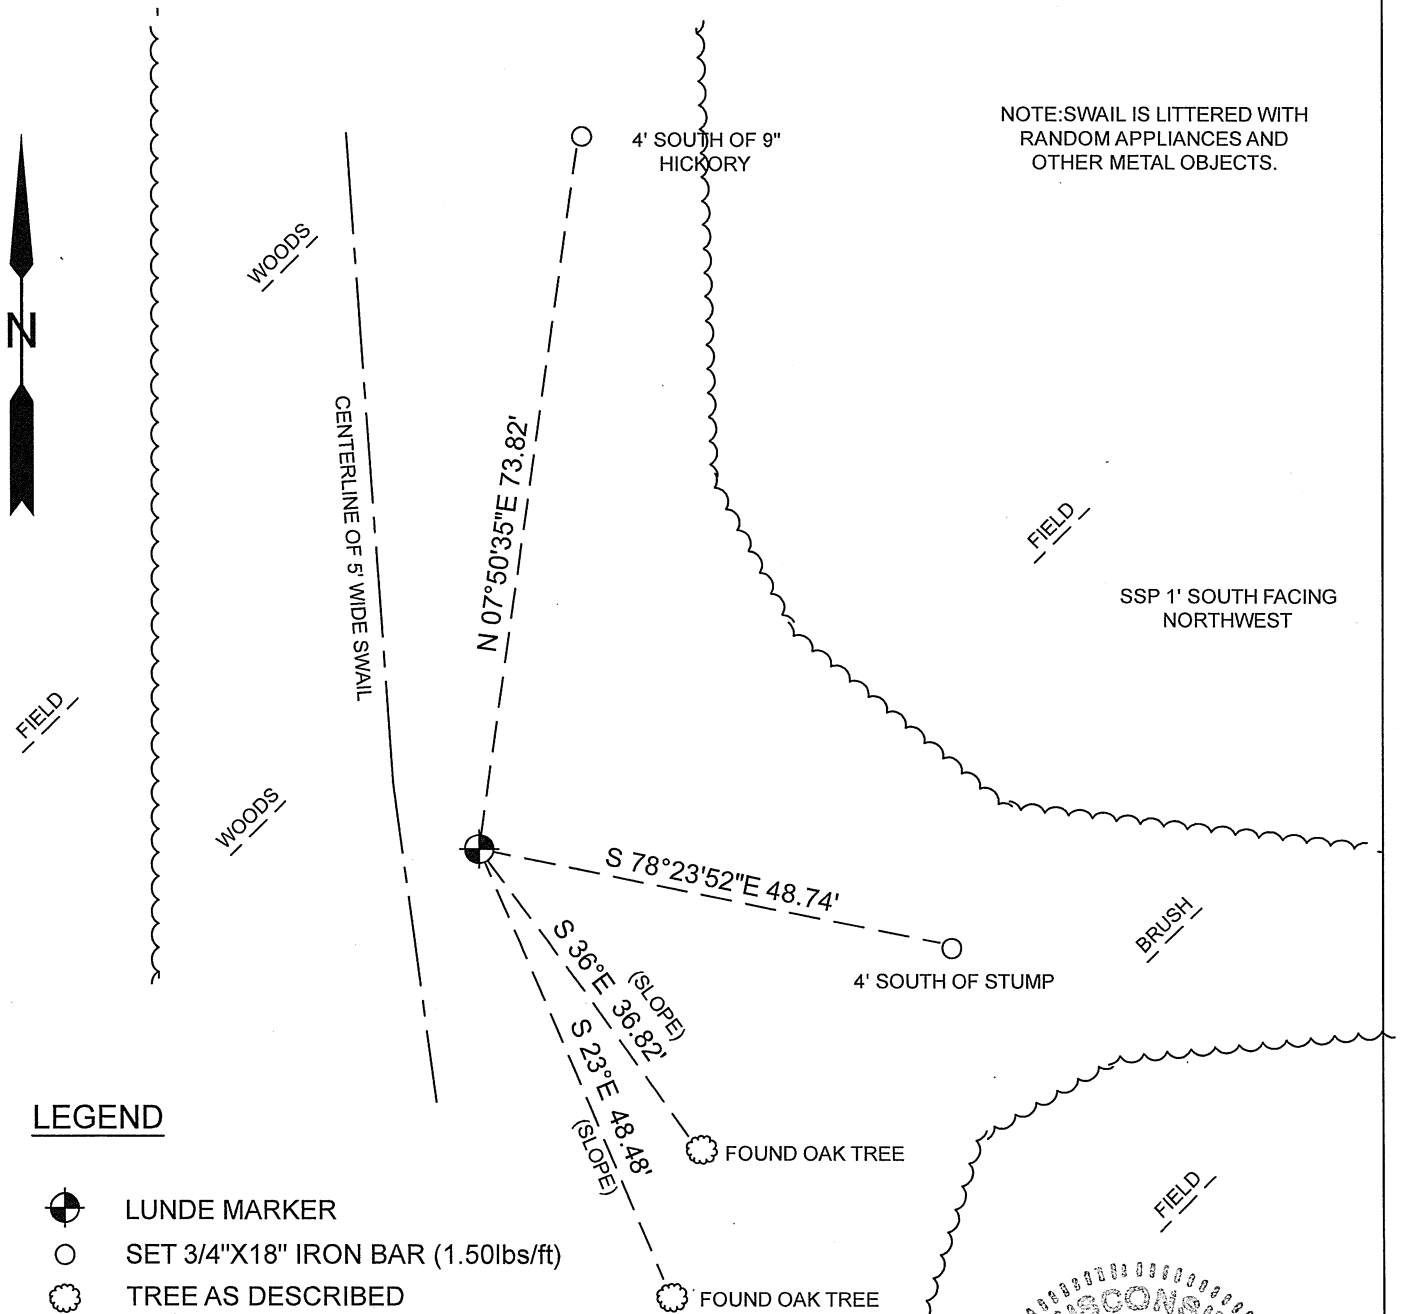 4' SOUTH OF 9"
HICKORY
NOTE:SWAIL IS LITTERED WITH
RANDOM APPLIANCES AND
OTHER METAL OBJECTS.
WOODS
N
CENTERLINE OF 5' WIDE SWAIL
N 07°50'35"E 73.82'
FIELD
SSP 1' SOUTH FACING
NORTHWEST
FIELD
WOODS
S 78°23'52"E 48.74'
BRUSH
4' SOUTH OF STUMP
S 36°E 36.82'
(SLOPE)
S 23°E 48.48'
(SLOPE)
FOUND OAK TREE
FIELD
FOUND OAK TREE
LEGEND
LUNDE MARKER
SET 3/4"X18" IRON BAR (1.50lbs/ft)
TREE AS DESCRIBED